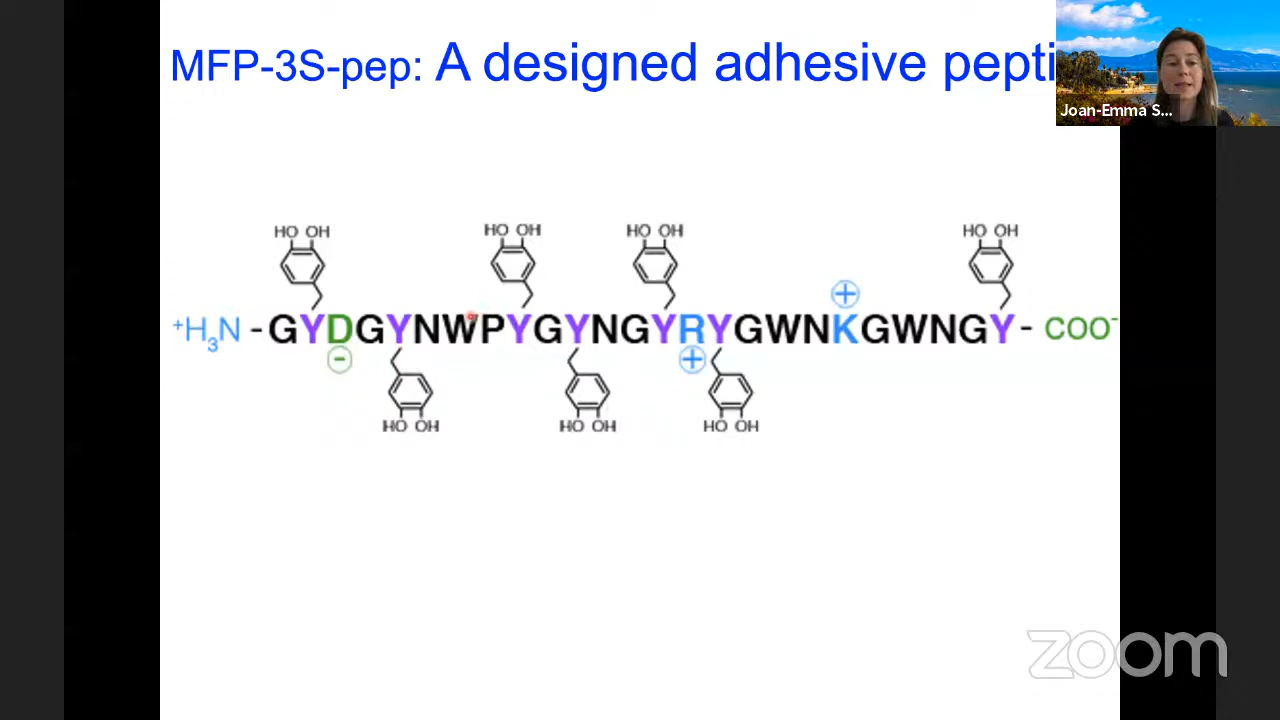 MFP-3S-pep: A designed adhesive pepti
Joan-Emma S...
HO OH HO OH HO OH HO OH
⁺H₃N - GYDGYNWPYGYNGYRYGWNKGWNGY - COO⁻
HO OH HO OH HO OH
zoom